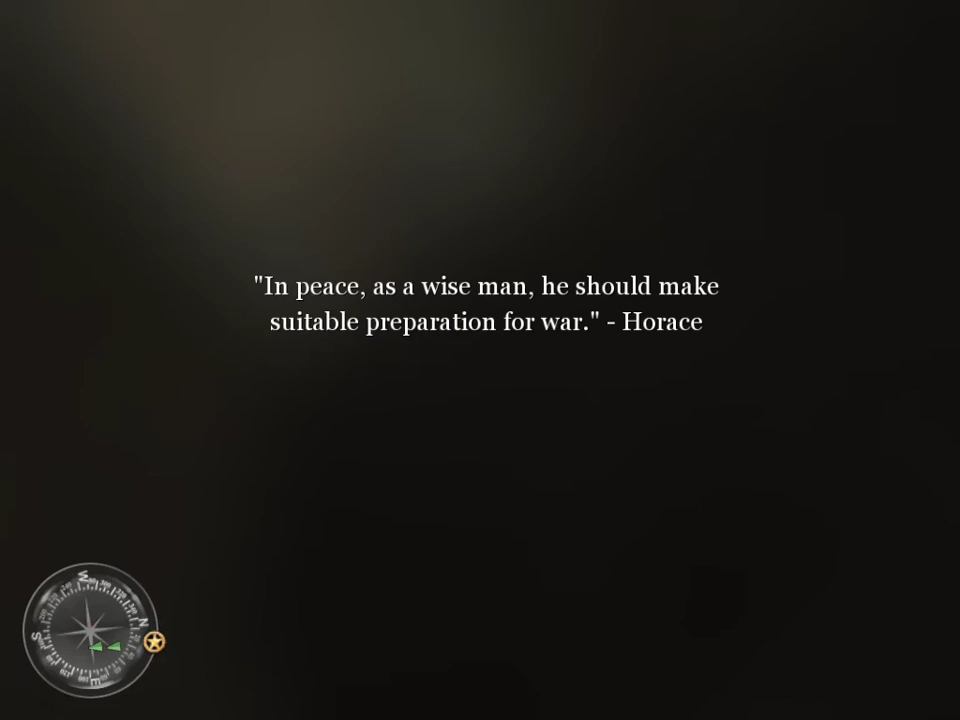 "In peace, as a wise man, he should make
suitable preparation for war." - Horace
W
N
S
E